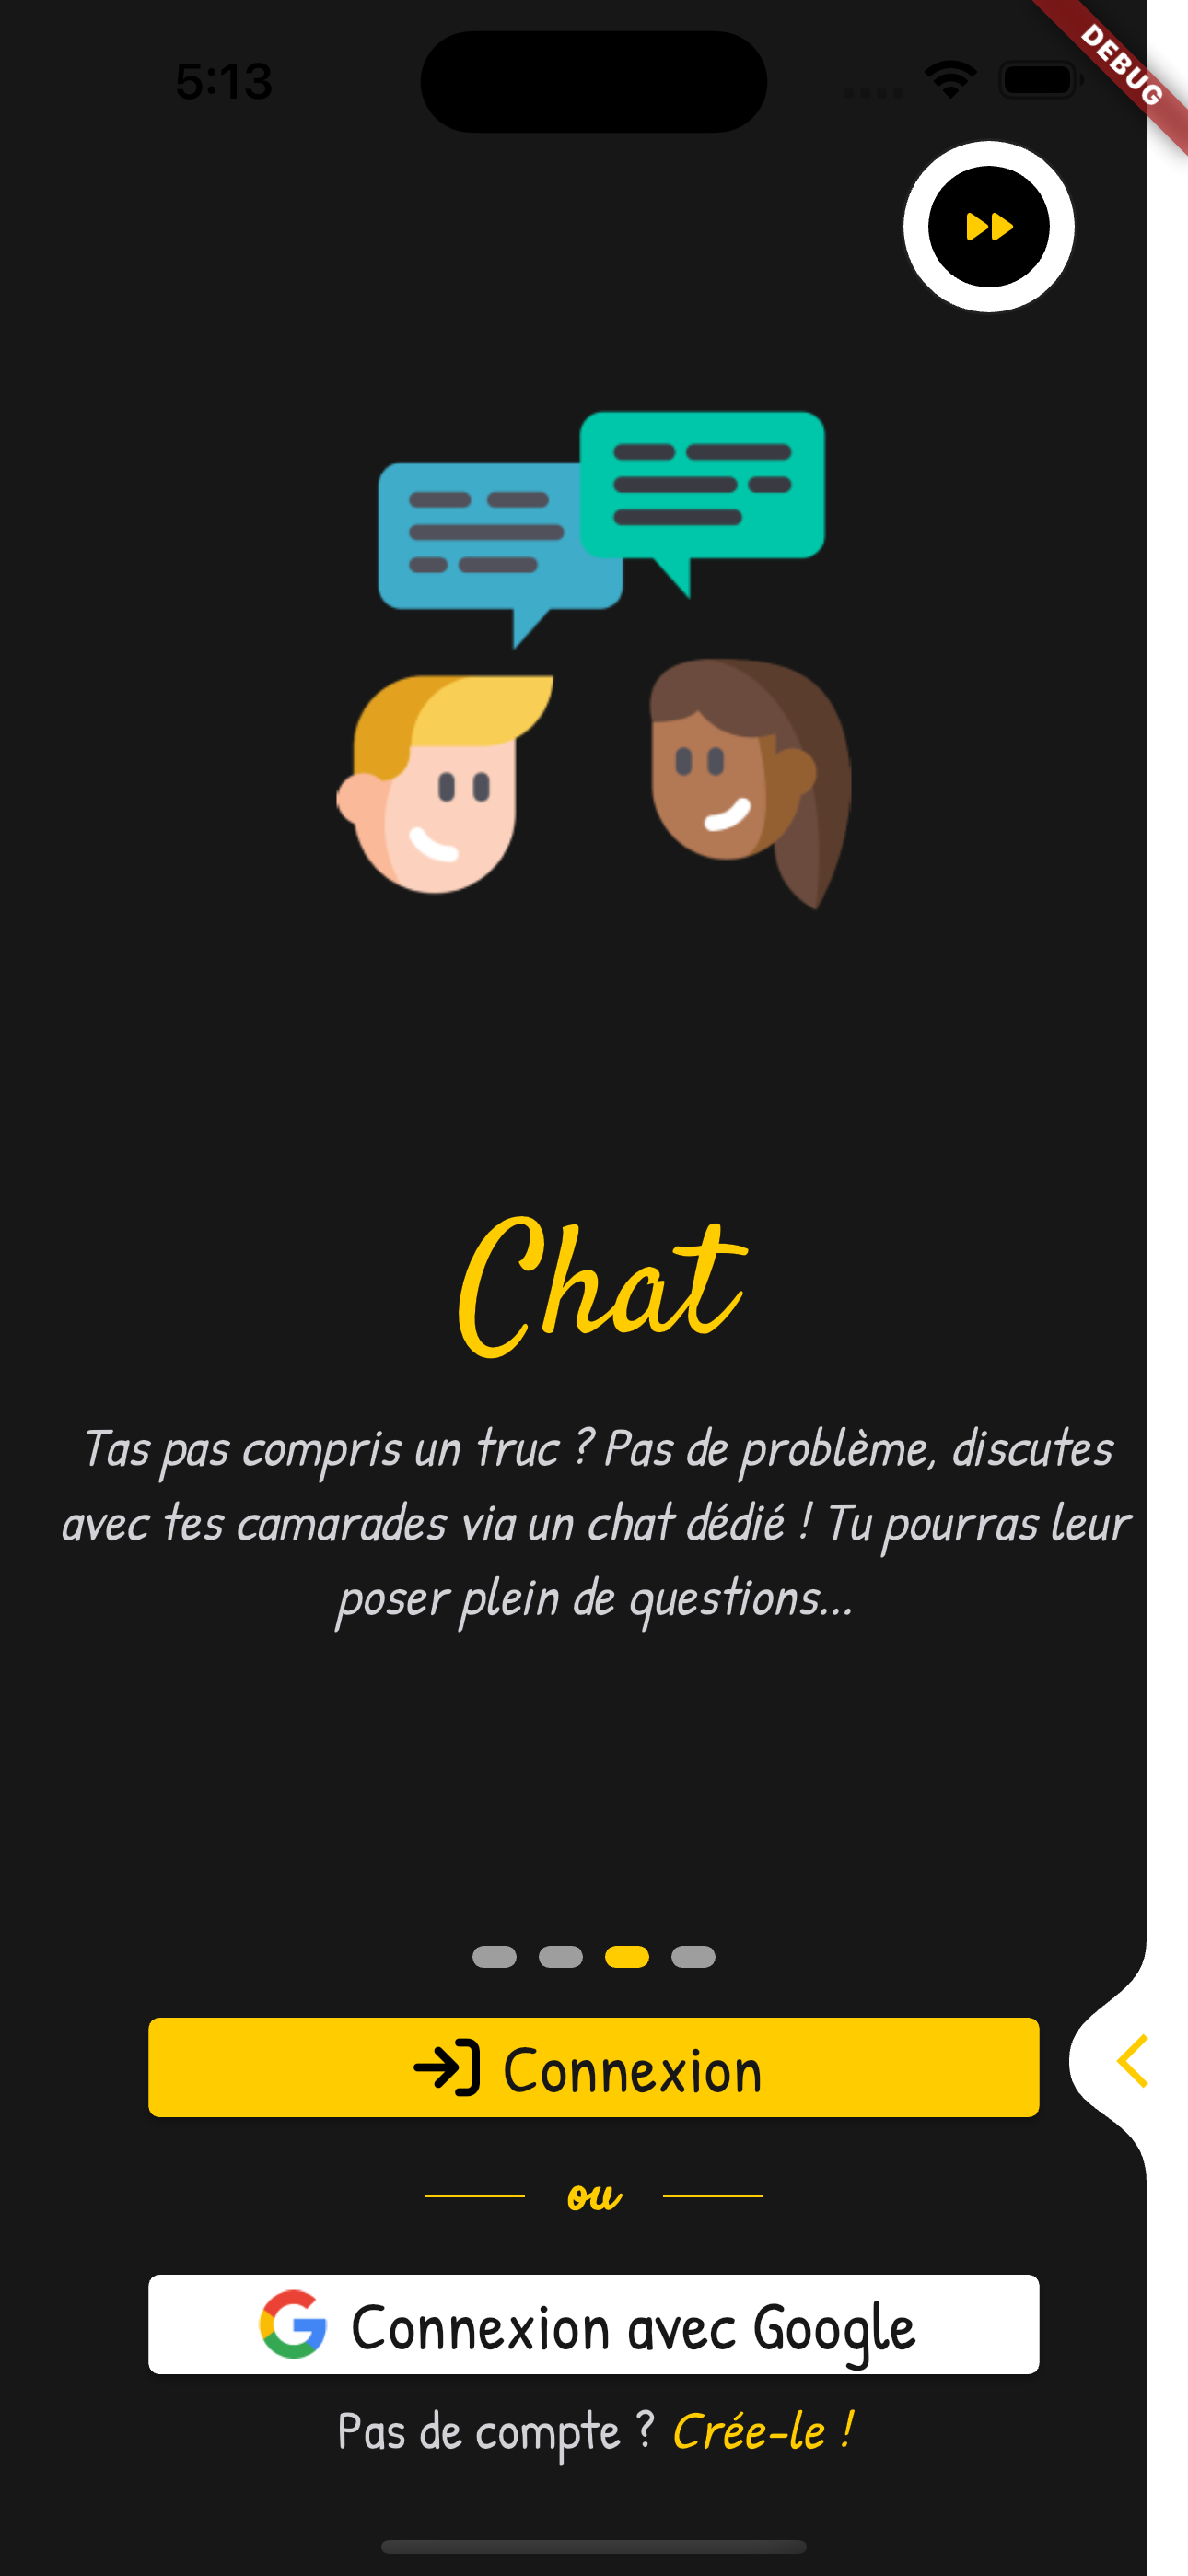 5:13
DEBUG
Chat
Tas pas compris un truc ? Pas de problème, discutes
avec tes camarades via un chat dédié ! Tu pourras leur
poser plein de questions...
Connexion
ou
Connexion avec Google
Pas de compte ? Crée-le !